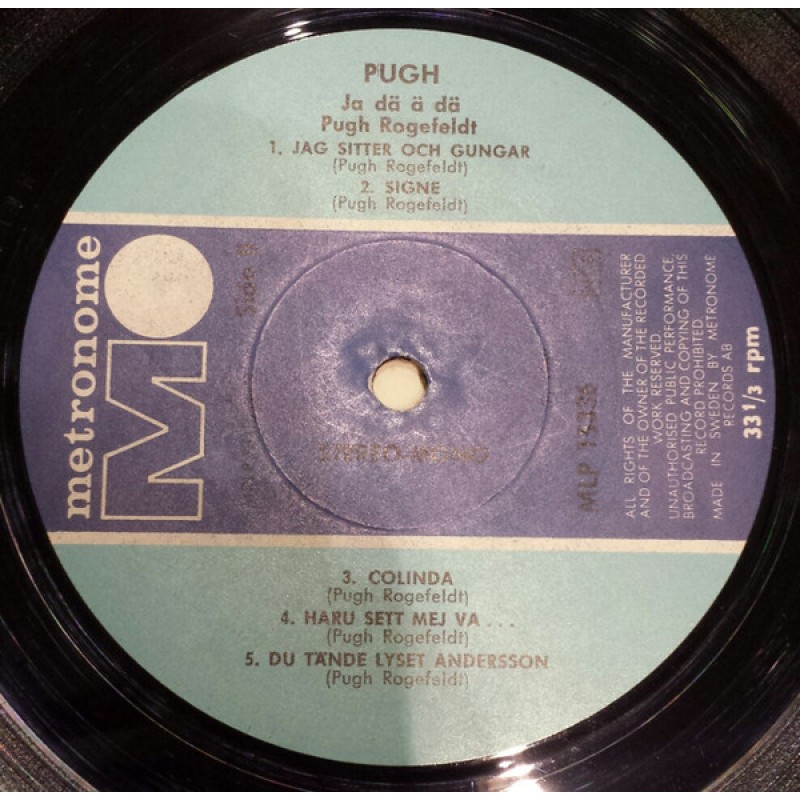 PUGH
Ja dä ä dä
Pugh Rogefeldt
1. JAG SITTER OCH GUNGAR
(Pugh Rogefeldt)
2. SIGNE
(Pugh Rogefeldt)
metronome
Side
STEREO-MONO
MLP
ALL RIGHTS OF THE MANUFACTURER
AND OF THE OWNER OF THE RECORDED
WORK RESERVED
UNAUTHORISED PUBLIC PERFORMANCE,
BROADCASTING AND COPYING OF THIS
RECORD PROHIBITED
MADE IN SWEDEN BY METRONOME
RECORDS AB
33 1/3 rpm
3. COLINDA
(Pugh Rogefeldt)
4. HARU SETT MEJ VA ...
(Pugh Rogefeldt)
5. DU TÄNDE LYSET ANDERSSON
(Pugh Rogefeldt)